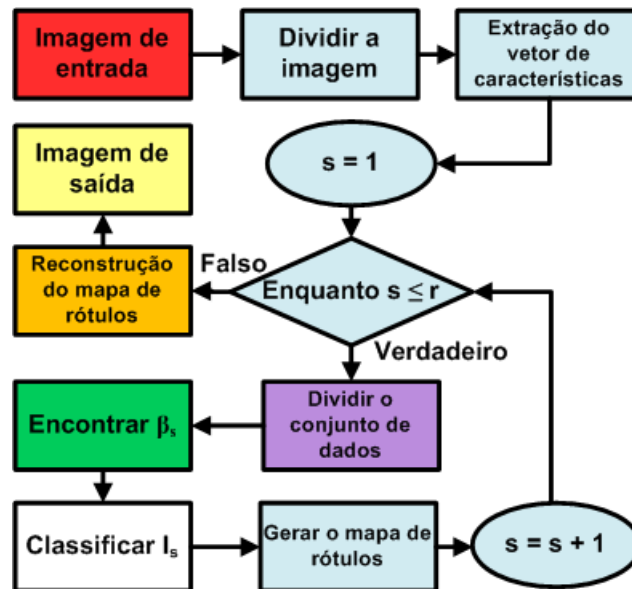 Imagem de
entrada
Dividir a
imagem
Extração do
vetor de
características
s = 1
Imagem de
saída
Enquanto s ≤ r
Falso
Reconstrução
do mapa de
rótulos
Verdadeiro
Dividir o
conjunto de
dados
Encontrar βₛ
Classificar Iₛ
Gerar o mapa de
rótulos
s = s + 1